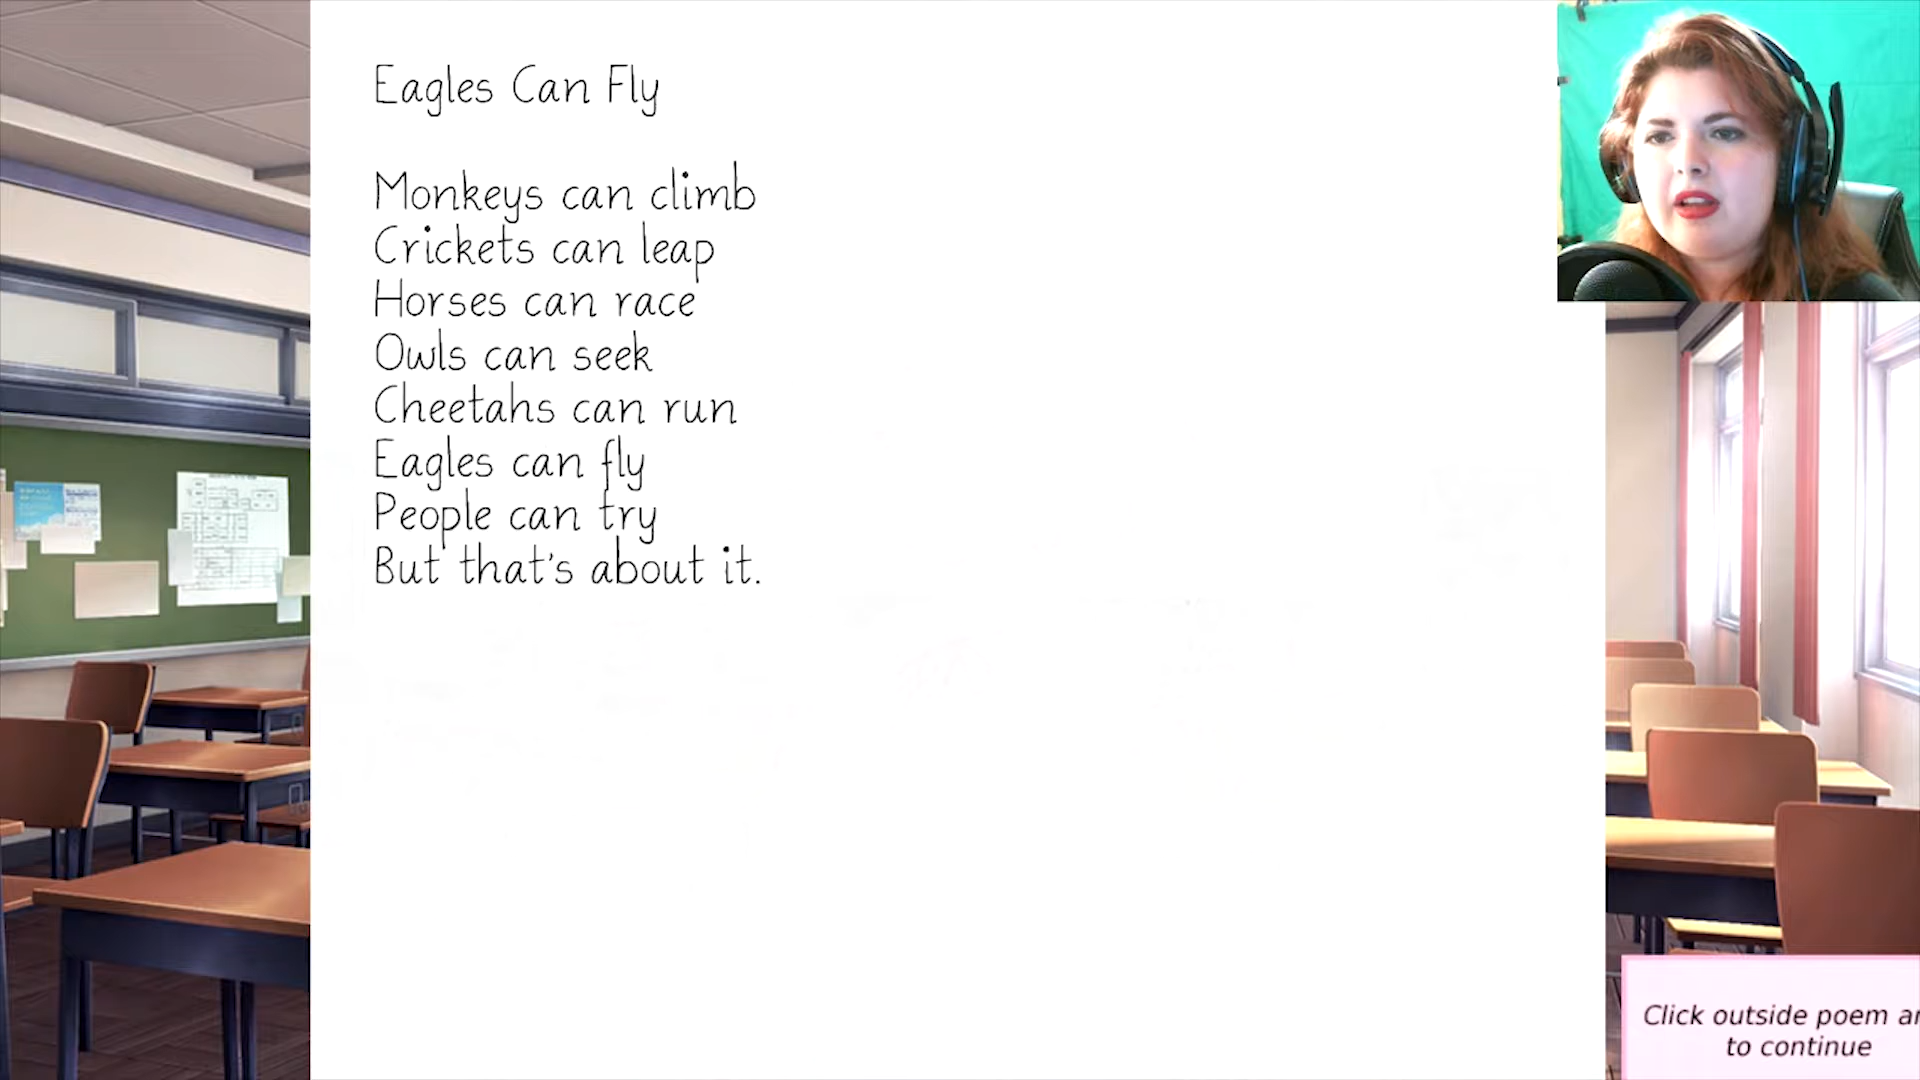 Eagles Can Fly
Monkeys can climb
Crickets can leap
Horses can race
Owls can seek
Cheetahs can run
Eagles can fly
People can try
But that's about it.
Click outside poem
to continue